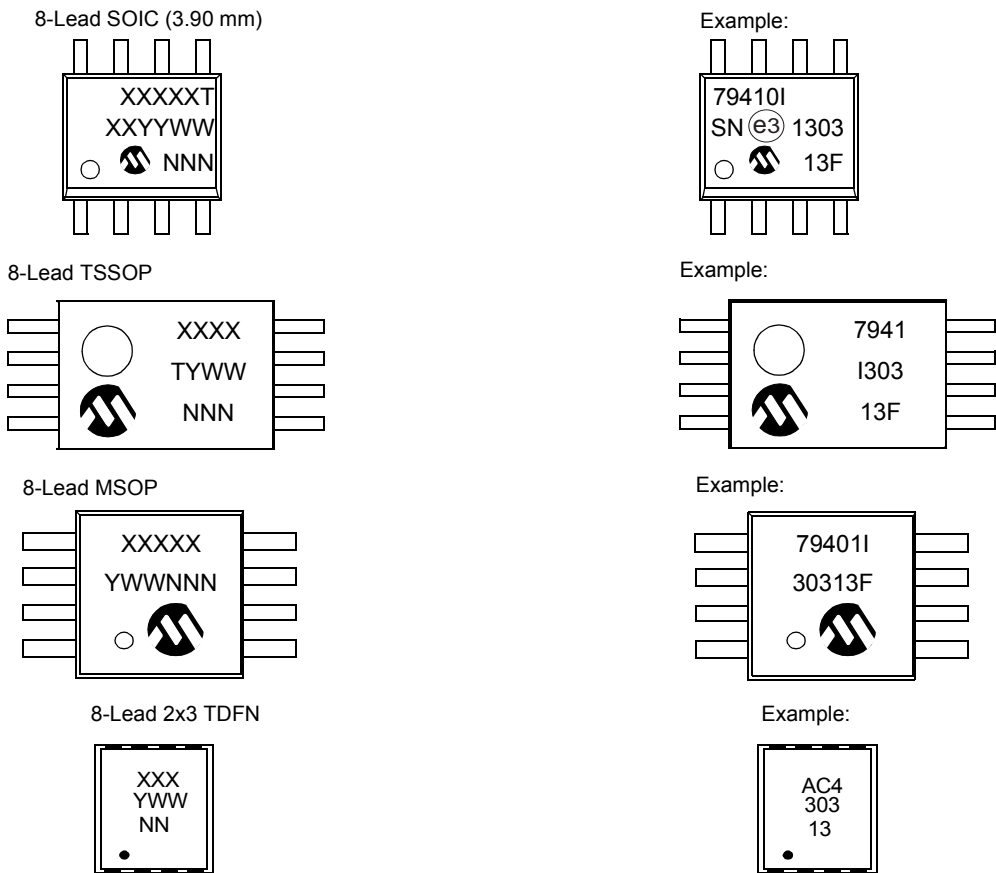 8-Lead SOIC (3.90 mm)
XXXXXT
XXYYWW
NNN
Example:
79410I
SN e3 1303
13F
8-Lead TSSOP
XXXX
TYWW
NNN
Example:
7941
I303
13F
8-Lead MSOP
XXXXX
YWWNNN
Example:
79401I
30313F
8-Lead 2x3 TDFN
XXX
YWW
NN
Example:
AC4
303
13